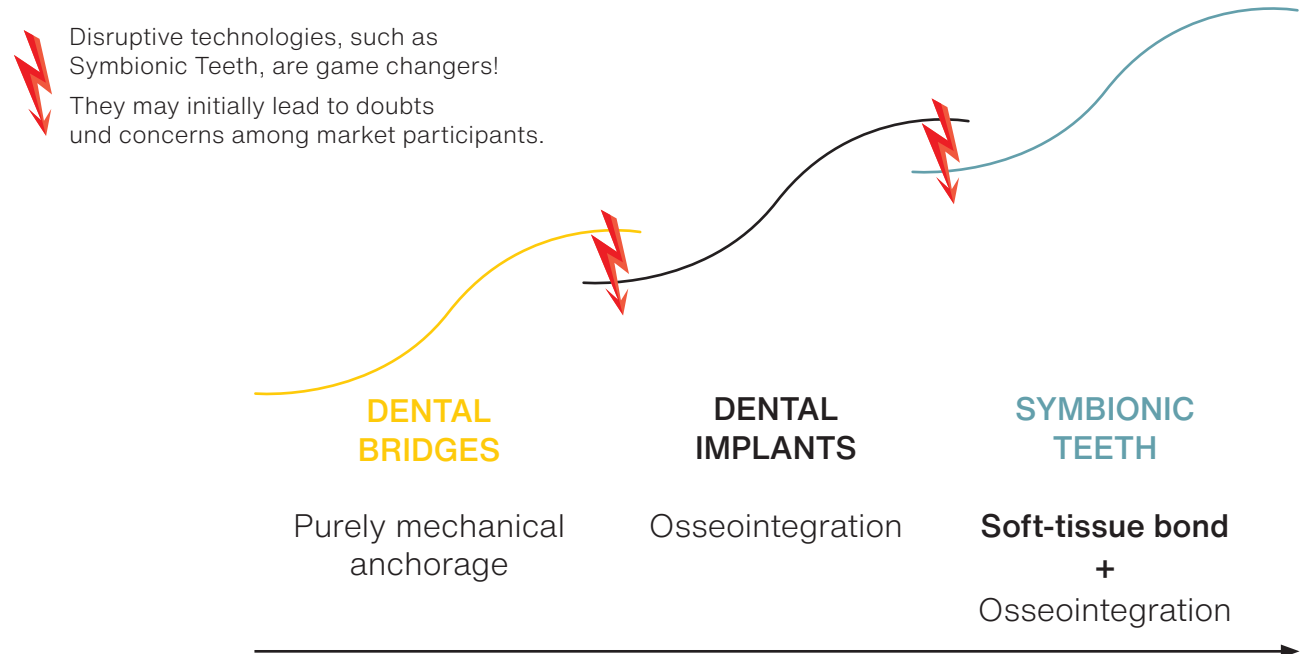 Disruptive technologies, such as
Symbionic Teeth, are game changers!
They may initially lead to doubts
und concerns among market participants.
DENTAL
BRIDGES
Purely mechanical
anchorage
DENTAL
IMPLANTS
Osseointegration
SYMBIONIC
TEETH
Soft-tissue bond
+
Osseointegration